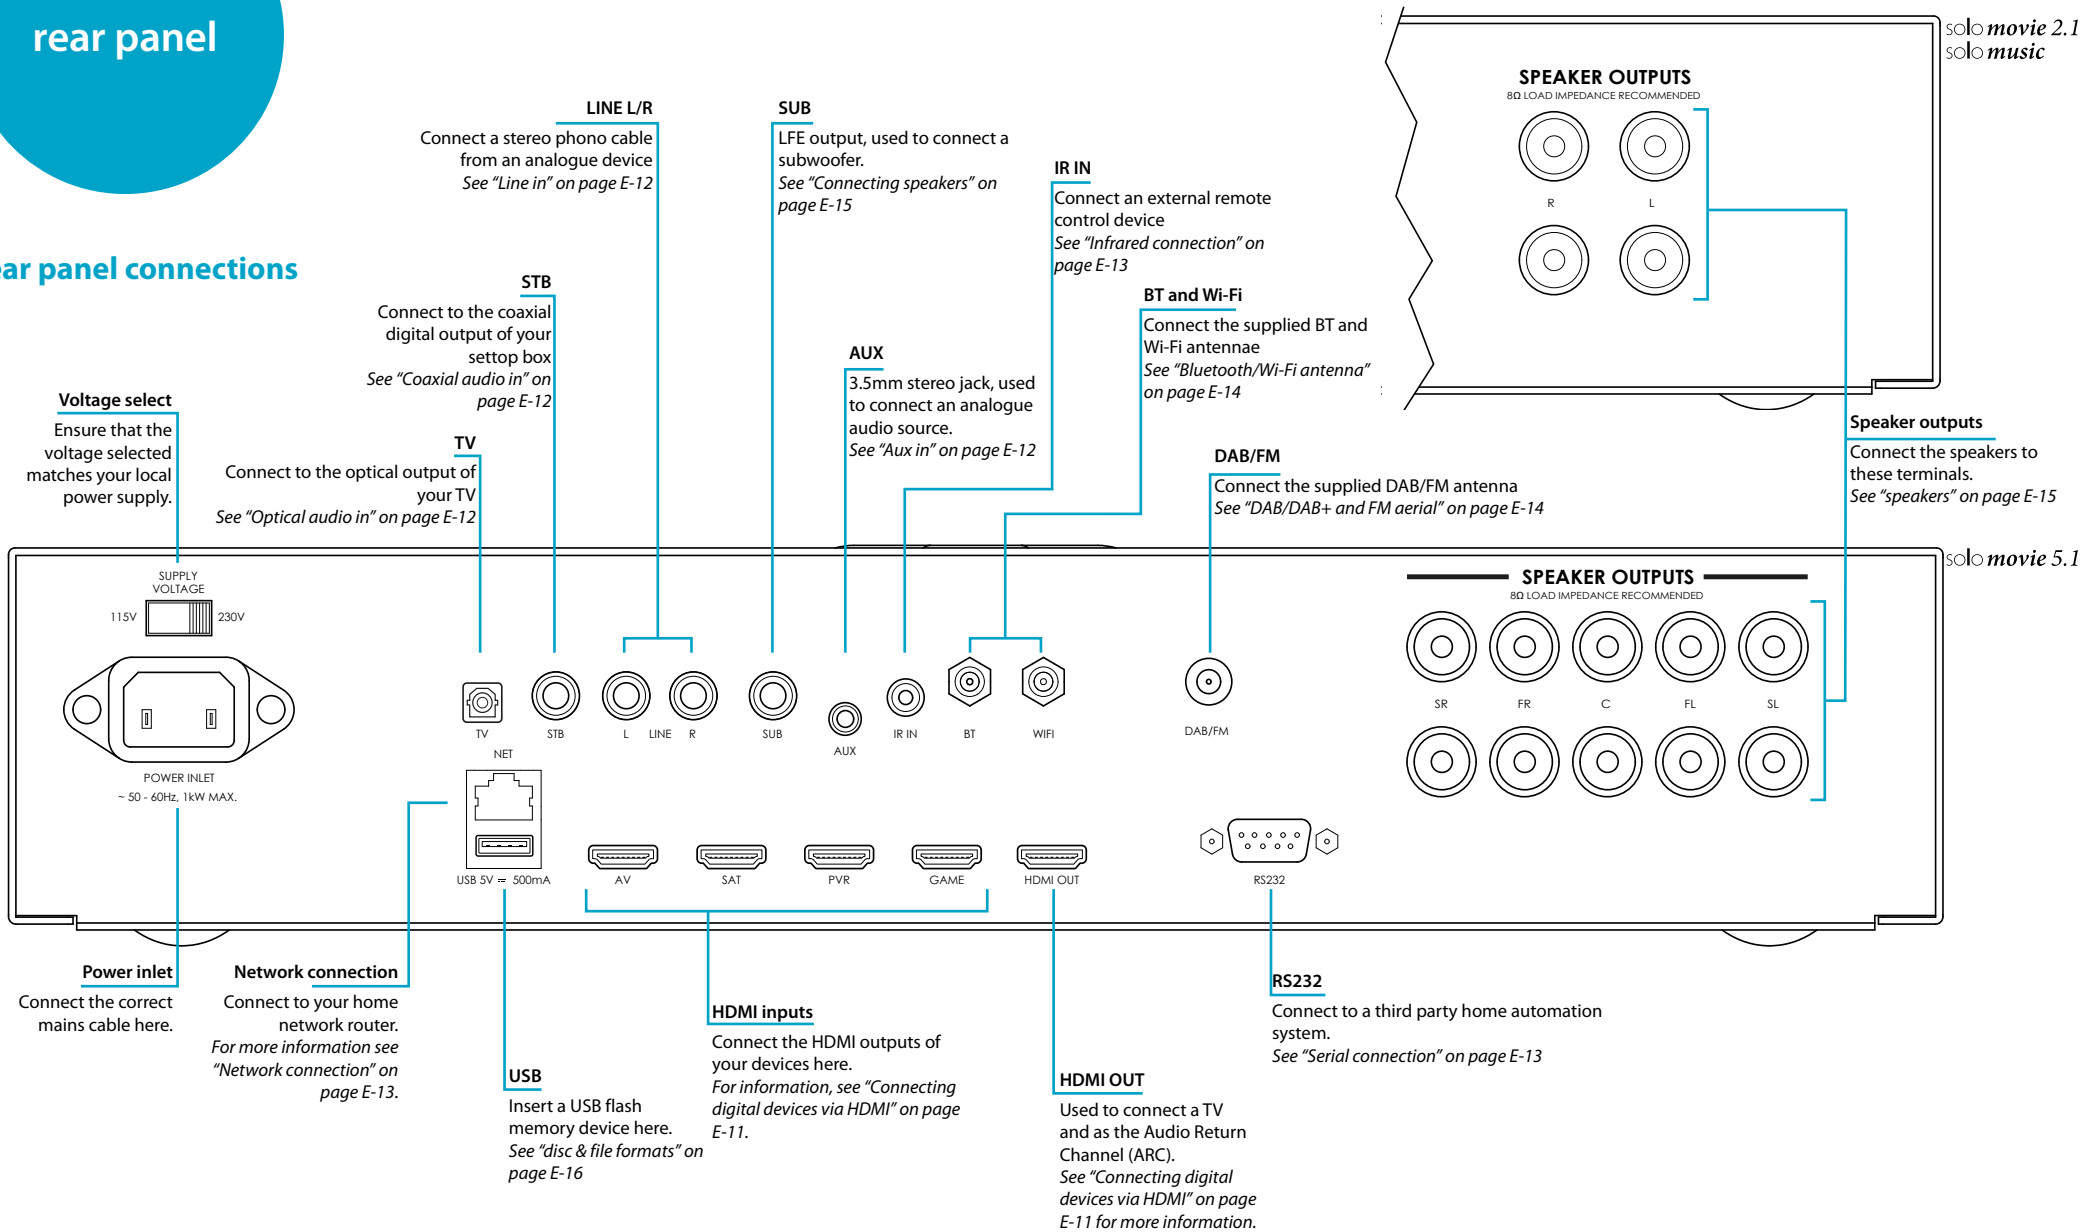 rear panel
solo movie 2.1
solo music
SPEAKER OUTPUTS
8Ω LOAD IMPEDANCE RECOMMENDED
R
L
LINE L/R
Connect a stereo phono cable
from an analogue device
See “Line in” on page E-12
SUB
LFE output, used to connect a
subwoofer.
See “Connecting speakers” on
page E-15
IR IN
Connect an external remote
control device
See “Infrared connection” on
page E-13
ear panel connections
STB
Connect to the coaxial
digital output of your
settop box
See “Coaxial audio in” on
page E-12
BT and Wi-Fi
Connect the supplied BT and
Wi-Fi antennae
See “Bluetooth/Wi-Fi antenna”
on page E-14
AUX
3.5mm stereo jack, used
to connect an analogue
audio source.
See “Aux in” on page E-12
Voltage select
Ensure that the
voltage selected
matches your local
power supply.
TV
Connect to the optical output of
your TV
See “Optical audio in” on page E-12
DAB/FM
Connect the supplied DAB/FM antenna
See “DAB/DAB+ and FM aerial” on page E-14
Speaker outputs
Connect the speakers to
these terminals.
See “speakers” on page E-15
solo movie 5.1
SUPPLY
VOLTAGE
115V
230V
POWER INLET
~ 50 - 60Hz, 1kW MAX.
TV
STB
L LINE R
SUB
AUX
IR IN
BT
WIFI
DAB/FM
SPEAKER OUTPUTS
8Ω LOAD IMPEDANCE RECOMMENDED
SR
FR
C
FL
SL
NET
USB 5V ⎓ 500mA
AV
SAT
PVR
GAME
HDMI OUT
RS232
Power inlet
Connect the correct
mains cable here.
Network connection
Connect to your home
network router.
For more information see
“Network connection” on
page E-13.
USB
Insert a USB flash
memory device here.
See “disc & file formats” on
page E-16
HDMI inputs
Connect the HDMI outputs of
your devices here.
For information, see “Connecting
digital devices via HDMI” on page
E-11.
HDMI OUT
Used to connect a TV
and as the Audio Return
Channel (ARC).
See “Connecting digital
devices via HDMI” on page
E-11 for more information.
RS232
Connect to a third party home automation
system.
See “Serial connection” on page E-13